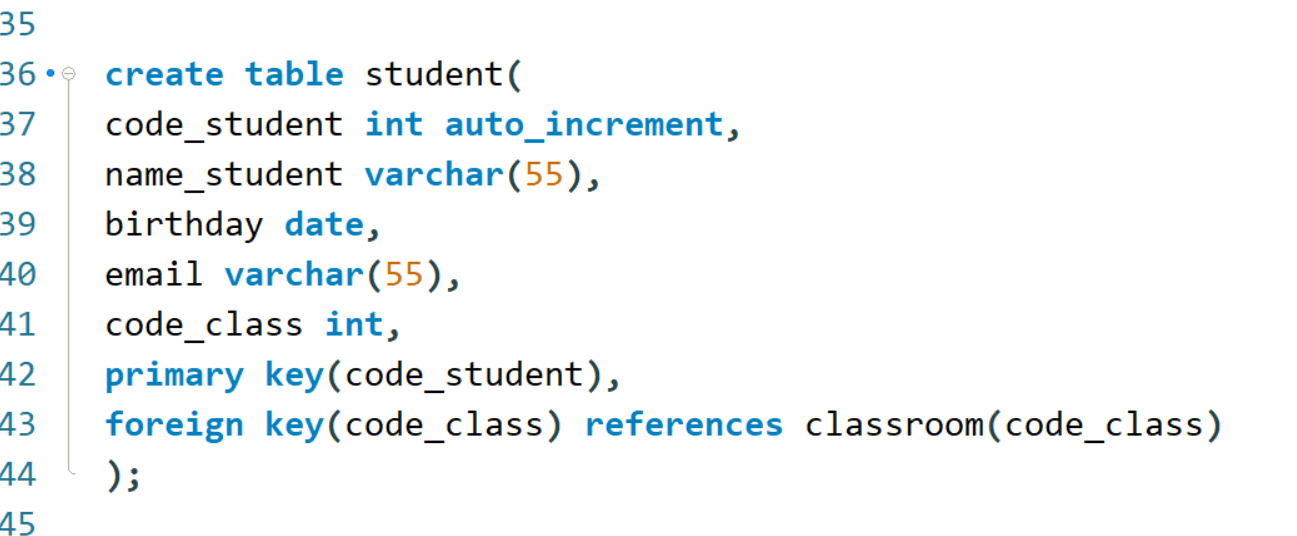 35
36 create table student(
37 code_student int auto_increment,
38 name_student varchar(55),
39 birthday date,
40 email varchar(55),
41 code_class int,
42 primary key(code_student),
43 foreign key(code_class) references classroom(code_class)
44 );
45